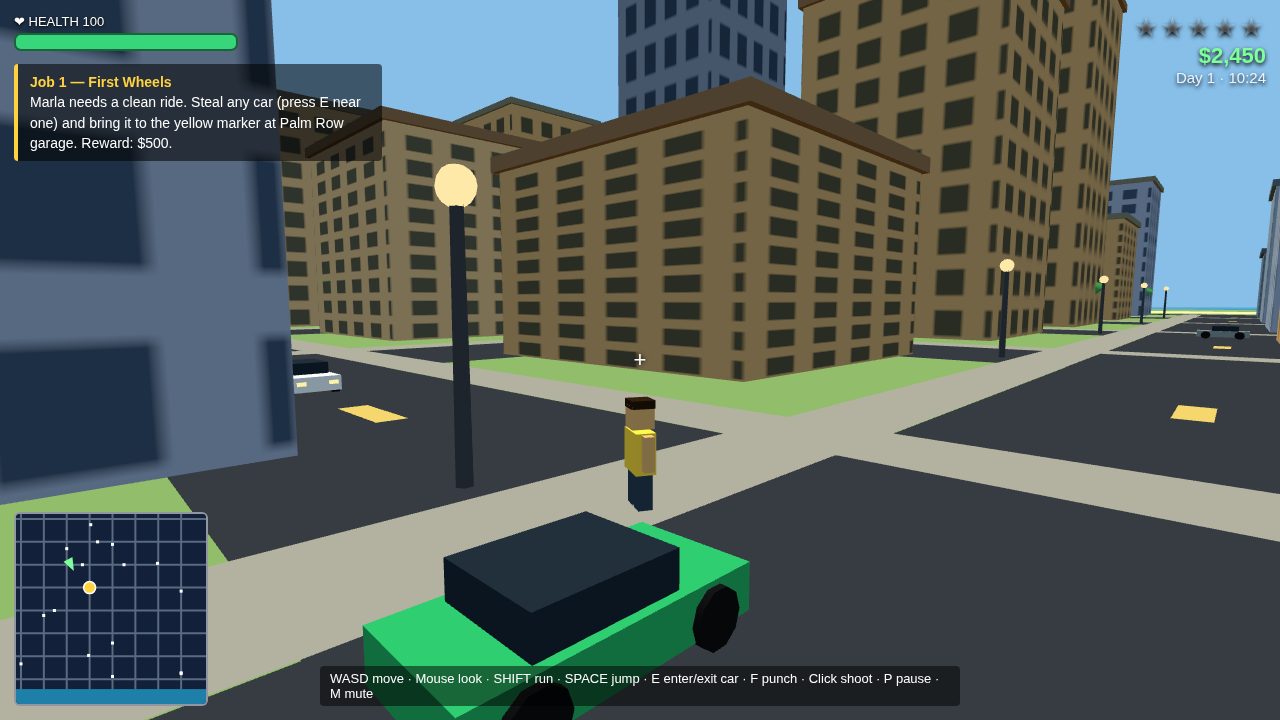 ❤ HEALTH 100
$2,450
Day 1 · 10:24
Job 1 — First Wheels
Marla needs a clean ride. Steal any car (press E near
one) and bring it to the yellow marker at Palm Row
garage. Reward: $500.
WASD move · Mouse look · SHIFT run · SPACE jump · E enter/exit car · F punch · Click shoot · P pause ·
M mute